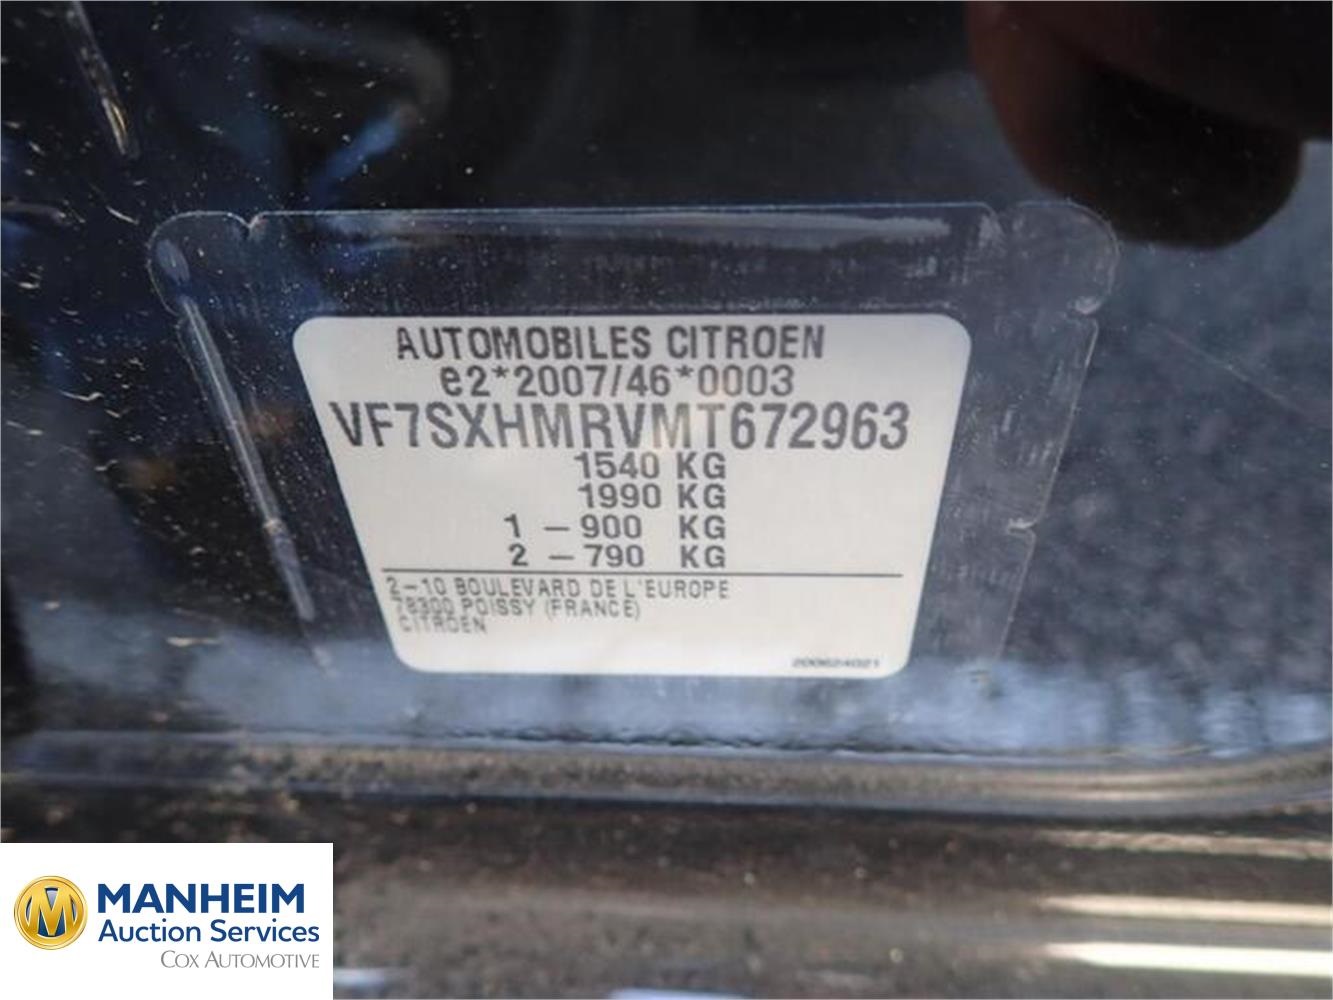 AUTOMOBILES CITROEN
e2*2007/46*0003
VF7SXHMRVMT672963
1540 KG
1990 KG
1 - 900 KG
2 - 790 KG
2-10 BOULEVARD DE L'EUROPE
78300 POISSY (FRANCE)
CITROEN
200624021
MANHEIM
Auction Services
COX AUTOMOTIVE